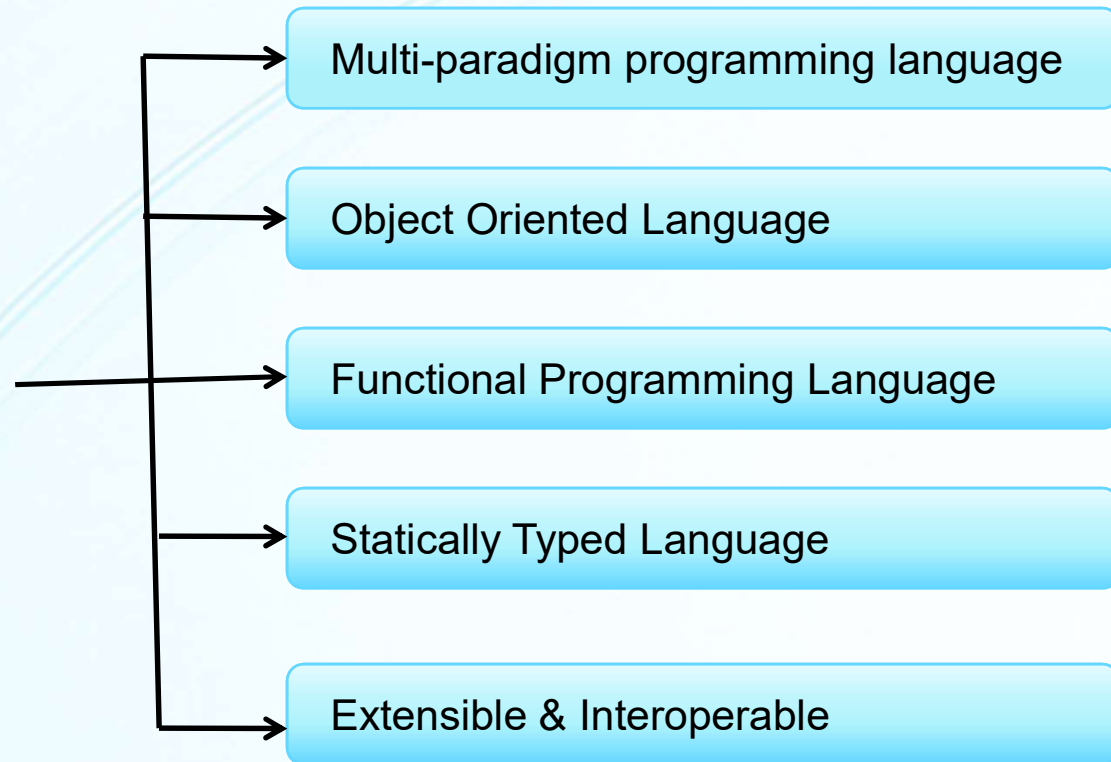 Multi-paradigm programming language
Object Oriented Language
Functional Programming Language
Statically Typed Language
Extensible & Interoperable